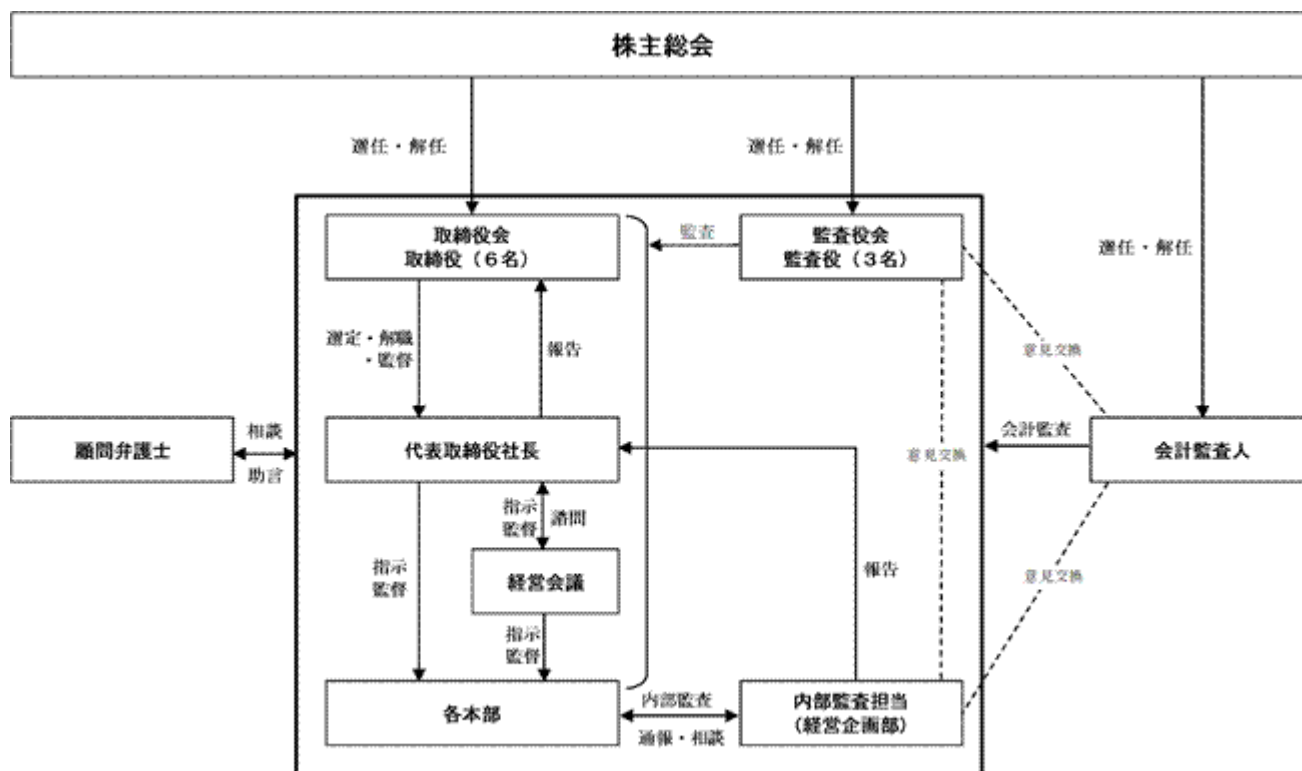 株主総会
選任・解任
選任・解任
選任・解任
取締役会
取締役（６名）
監査
監査役会
監査役（３名）
選定・解職
・監督
報告
意見交換
顧問弁護士
相談
助言
代表取締役社長
意見交換
会計監査
会計監査人
指示
監督
諮問
指示
監督
経営会議
報告
意見交換
指示
監督
各本部
内部監査
通報・相談
内部監査担当
（経営企画部）